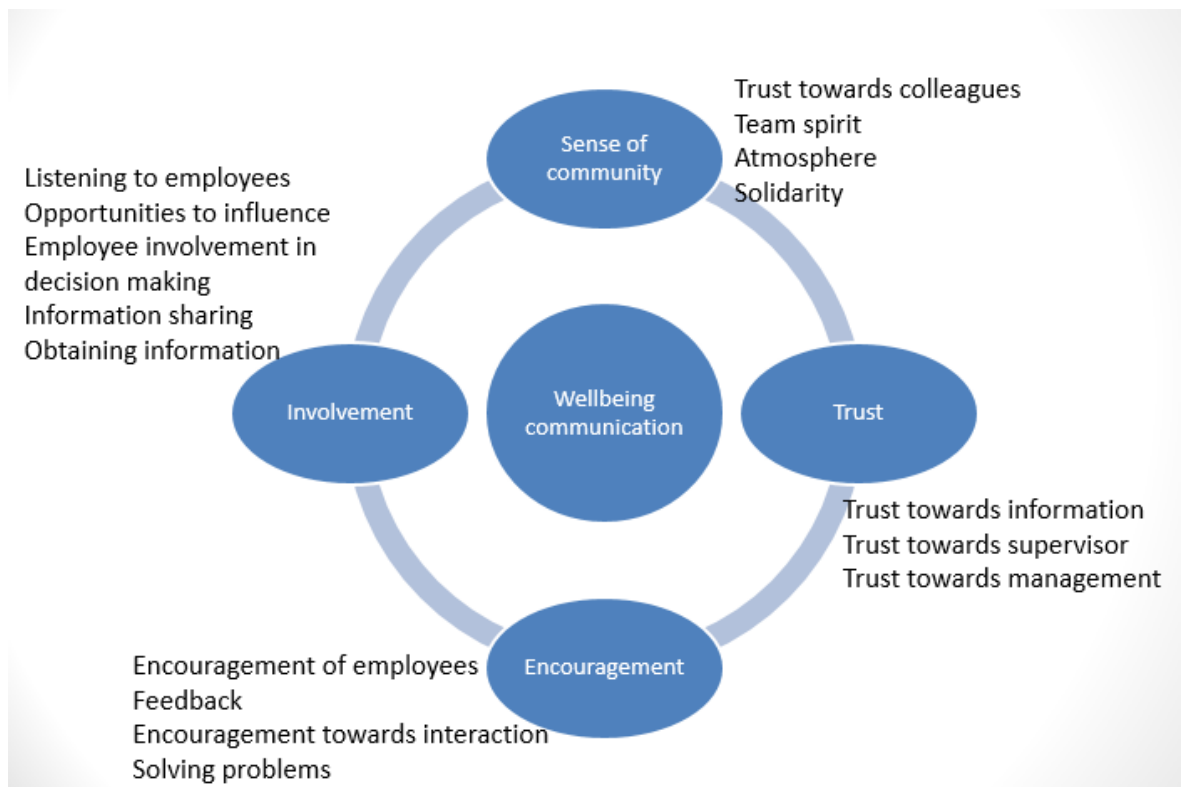 Sense of
community
Trust towards colleagues
Team spirit
Atmosphere
Solidarity
Listening to employees
Opportunities to influence
Employee involvement in
decision making
Information sharing
Obtaining information
Involvement
Wellbeing
communication
Trust
Trust towards information
Trust towards supervisor
Trust towards management
Encouragement
Encouragement of employees
Feedback
Encouragement towards interaction
Solving problems